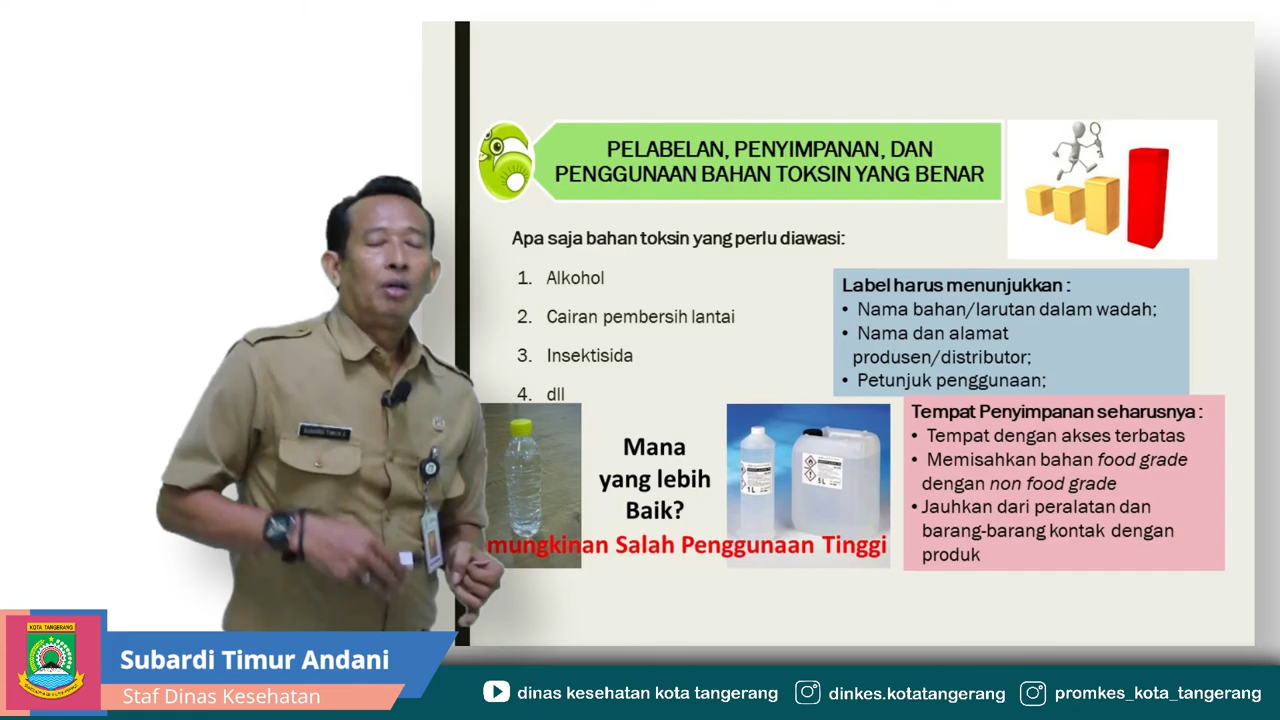 PELABELAN, PENYIMPANAN, DAN
PENGGUNAAN BAHAN TOKSIN YANG BENAR
Apa saja bahan toksin yang perlu diawasi:
1. Alkohol
2. Cairan pembersih lantai
3. Insektisida
4. dll
Label harus menunjukkan :
• Nama bahan/larutan dalam wadah;
• Nama dan alamat
produsen/distributor;
• Petunjuk penggunaan;
Mana
yang lebih
Baik?
mungkinan Salah Penggunaan Tinggi
1L
5L
Tempat Penyimpanan seharusnya :
• Tempat dengan akses terbatas
• Memisahkan bahan food grade
dengan non food grade
• Jauhkan dari peralatan dan
barang-barang kontak dengan
produk
KOTA TANGERANG
Subardi Timur Andani
Staf Dinas Kesehatan
dinas kesehatan kota tangerang
dinkes.kotatangerang
promkes_kota_tangerang